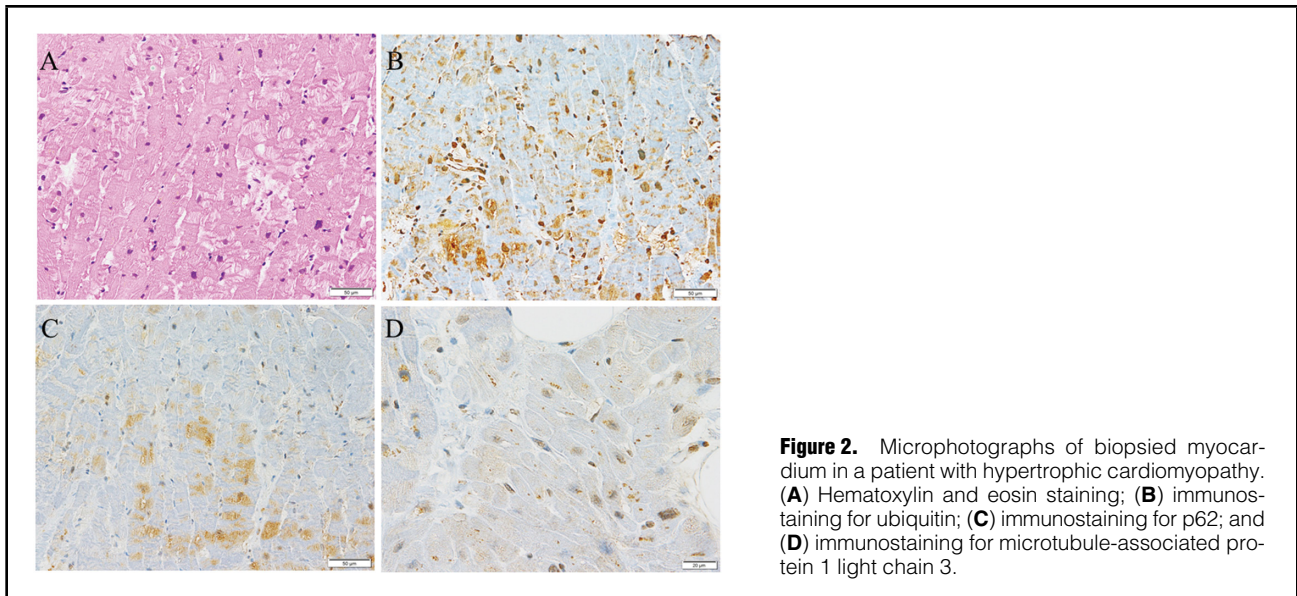 A
B
50 μm
50 μm
C
D
50 μm
20 μm
Figure 2. Microphotographs of biopsied myocar-
dium in a patient with hypertrophic cardiomyopathy.
(A) Hematoxylin and eosin staining; (B) immunos-
taining for ubiquitin; (C) immunostaining for p62; and
(D) immunostaining for microtubule-associated pro-
tein 1 light chain 3.